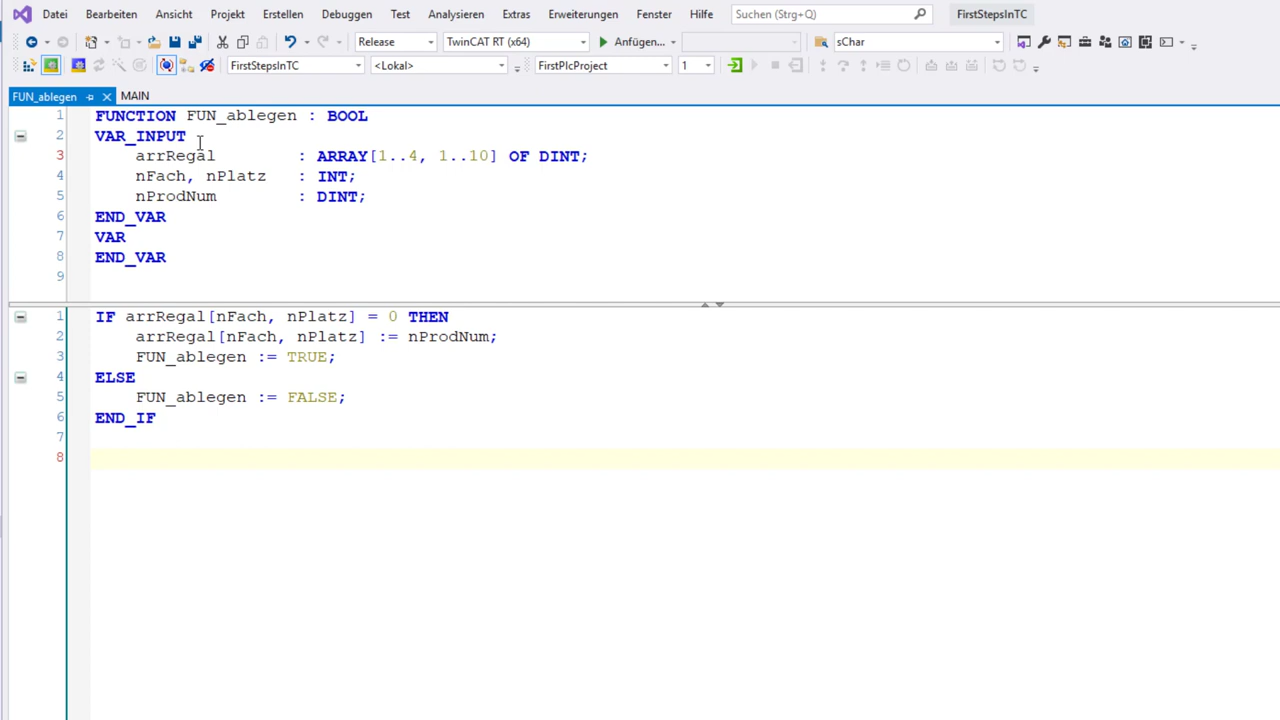 Datei Bearbeiten Ansicht Projekt Erstellen Debuggen Test Analysieren Extras Erweiterungen Fenster Hilfe Suchen (Strg+Q) FirstStepsInTC
Release TwinCAT RT (x64) Anfügen... sChar
FirstStepsInTC <Lokal> FirstPlcProject 1
FUN_ablegen MAIN
1 FUNCTION FUN_ablegen : BOOL
2 VAR_INPUT
3 arrRegal : ARRAY[1..4, 1..10] OF DINT;
4 nFach, nPlatz : INT;
5 nProdNum : DINT;
6 END_VAR
7 VAR
8 END_VAR
9
1 IF arrRegal[nFach, nPlatz] = 0 THEN
2 arrRegal[nFach, nPlatz] := nProdNum;
3 FUN_ablegen := TRUE;
4 ELSE
5 FUN_ablegen := FALSE;
6 END_IF
7
8